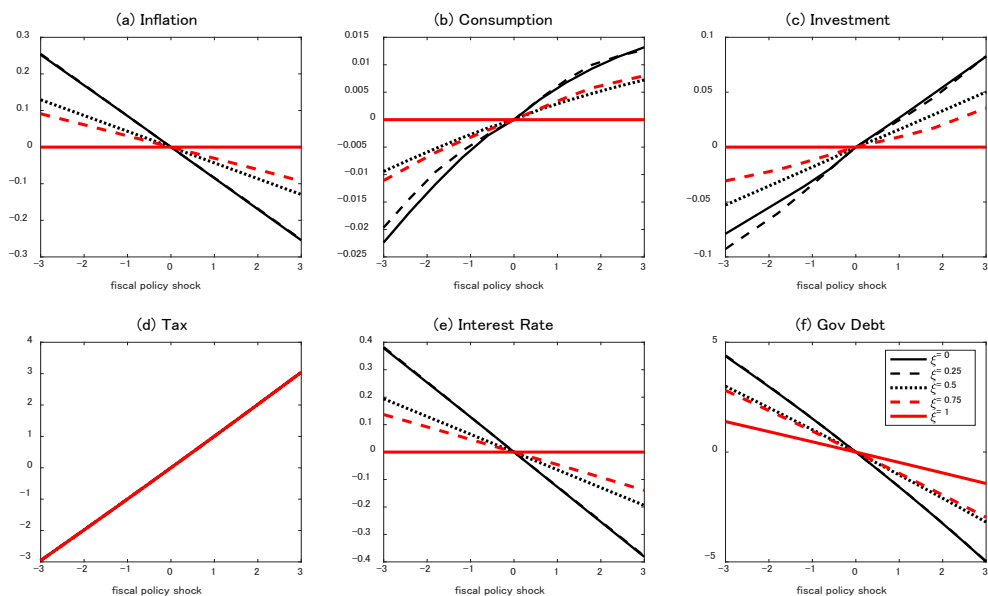 (a) Inflation
0.3
0.2
0.1
0
-0.1
-0.2
-0.3
-3 -2 -1 0 1 2 3
fiscal policy shock
(b) Consumption
0.015
0.01
0.005
0
-0.005
-0.01
-0.015
-0.02
-0.025
-3 -2 -1 0 1 2 3
fiscal policy shock
(c) Investment
0.1
0.05
0
-0.05
-0.1
-3 -2 -1 0 1 2 3
fiscal policy shock
(d) Tax
4
3
2
1
0
-1
-2
-3
-3 -2 -1 0 1 2 3
fiscal policy shock
(e) Interest Rate
0.4
0.3
0.2
0.1
0
-0.1
-0.2
-0.3
-0.4
-3 -2 -1 0 1 2 3
fiscal policy shock
(f) Gov Debt
5
0
-5
-3 -2 -1 0 1 2 3
fiscal policy shock
ξ= 0
ξ= 0.25
ξ= 0.5
ξ= 0.75
ξ= 1